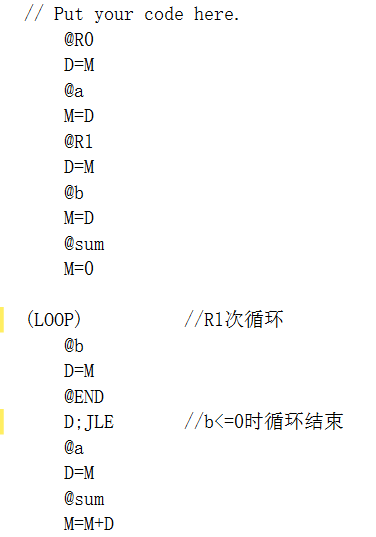 // Put your code here.
@R0
D=M
@a
M=D
@R1
D=M
@b
M=D
@sum
M=0
(LOOP) //R1次循环
@b
D=M
@END
D;JLE //b<=0时循环结束
@a
D=M
@sum
M=M+D